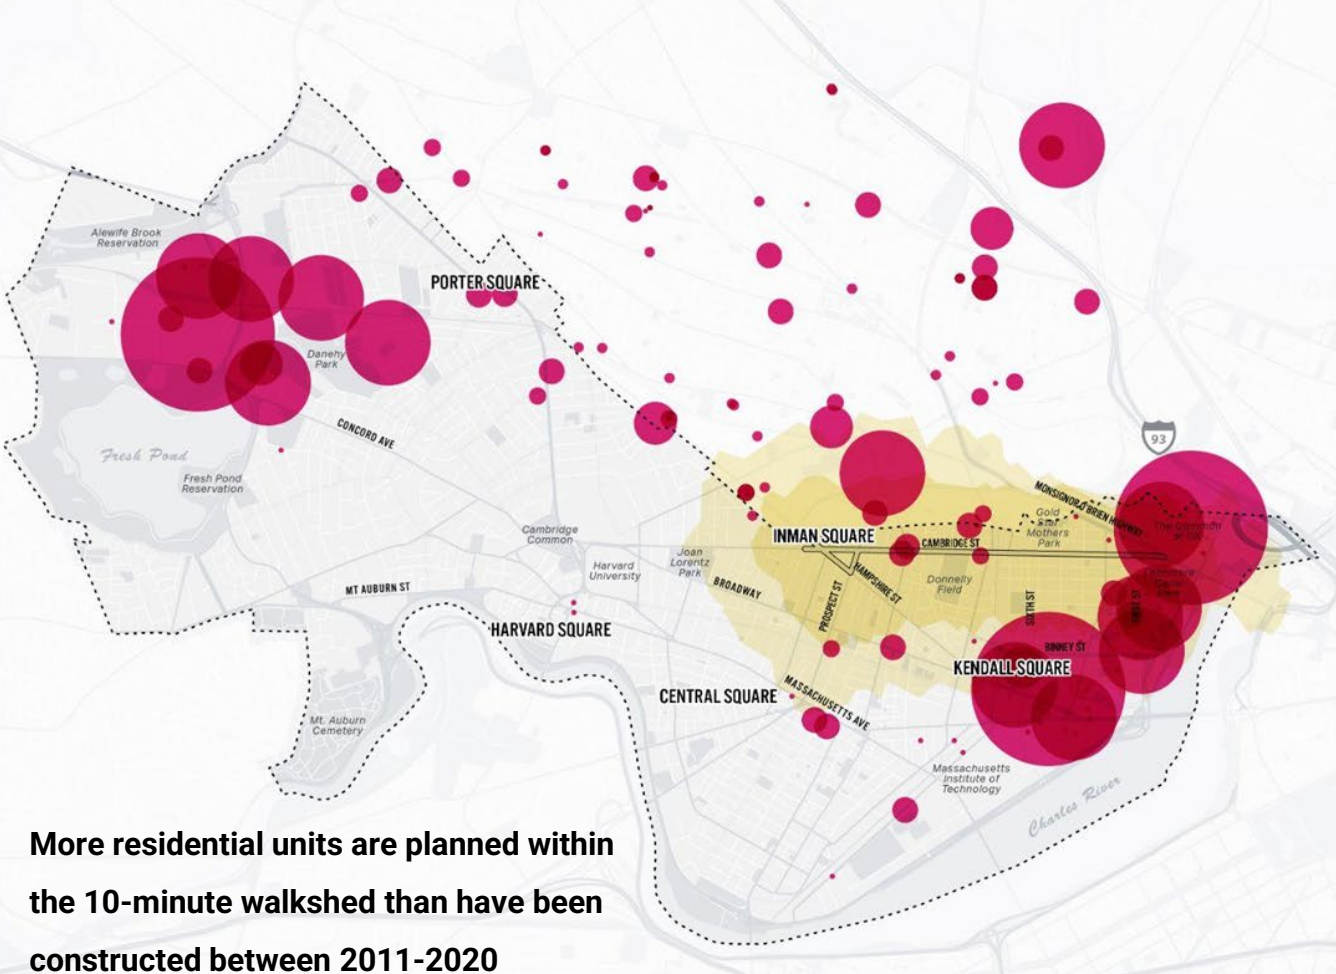 Alewife Brook
Reservation
PORTER SQUARE
Danehy
Park
93
CONCORD AVE
Fresh Pond
Fresh Pond
Reservation
MONSIGNOR O'BRIEN HIGHWAY
Gold
Star
Mothers
Park
The Common
Cambridge
Common
INMAN SQUARE
CAMBRIDGE ST
Joan
Lorentz
Park
Harvard
University
HAMPSHIRE ST
Donnelly
Field
BROADWAY
MT AUBURN ST
PROSPECT ST
SIXTH ST
FIRST ST
HARVARD SQUARE
BINNEY ST
KENDALL SQUARE
CENTRAL SQUARE
MASSACHUSETTS AVE
Mt. Auburn
Cemetery
Massachusetts
Institute of
Technology
Charles River
More residential units are planned within
the 10-minute walkshed than have been
constructed between 2011-2020